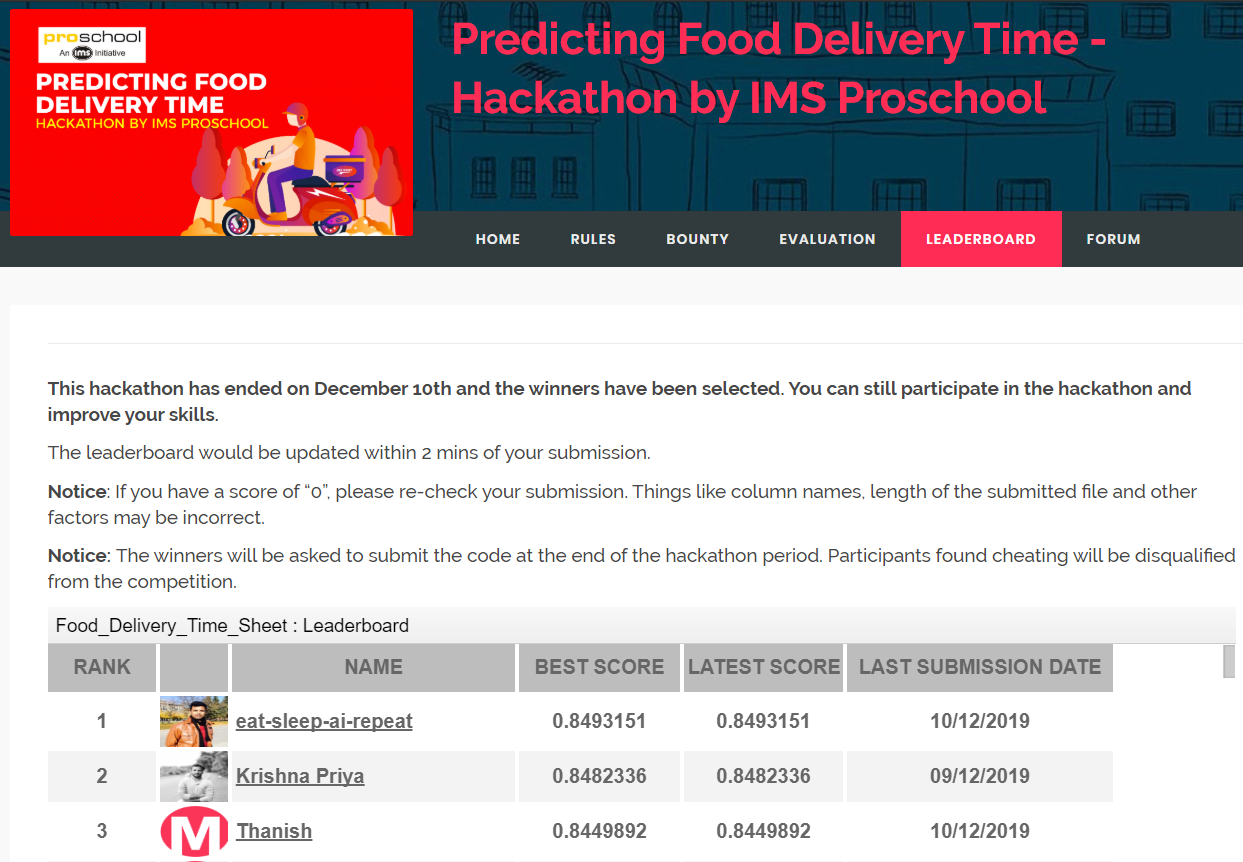 proschool
An ims Initiative
PREDICTING FOOD
DELIVERY TIME
HACKATHON BY IMS PROSCHOOL
Predicting Food Delivery Time -
Hackathon by IMS Proschool
HOME RULES BOUNTY EVALUATION LEADERBOARD FORUM
This hackathon has ended on December 10th and the winners have been selected. You can still participate in the hackathon and
improve your skills.
The leaderboard would be updated within 2 mins of your submission.
Notice: If you have a score of “0”, please re-check your submission. Things like column names, length of the submitted file and other
factors may be incorrect.
Notice: The winners will be asked to submit the code at the end of the hackathon period. Participants found cheating will be disqualified
from the competition.
Food_Delivery_Time_Sheet : Leaderboard
RANK NAME BEST SCORE LATEST SCORE LAST SUBMISSION DATE
1 eat-sleep-ai-repeat 0.8493151 0.8493151 10/12/2019
2 Krishna Priya 0.8482336 0.8482336 09/12/2019
3 M Thanish 0.8449892 0.8449892 10/12/2019